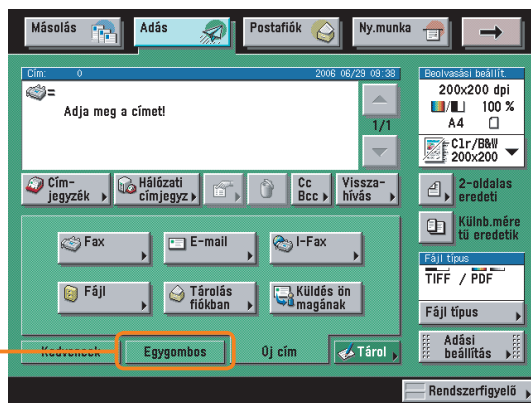 Másolás
Adás
Postafiók
Ny.munka
Cím: 0
2006 06/29 09:38
Adja meg a címet!
1/1
Cím-
jegyzék
Hálózati
címjegyz
Cc
Bcc
Vissza-
hívás
Fax
E-mail
I-Fax
Fájl
Tárolás
fiókban
Küldés ön
magának
Kedvencek
Egygombos
Új cím
Tárol
Beolvasási beállít.
200x200 dpi
100 %
A4
Clr/B&W
200x200
2-oldalas
eredeti
Különb.mére
tű eredetik
Fájl típus
TIFF / PDF
Fájl típus
Adási
beállítás
Rendszerfigyelő